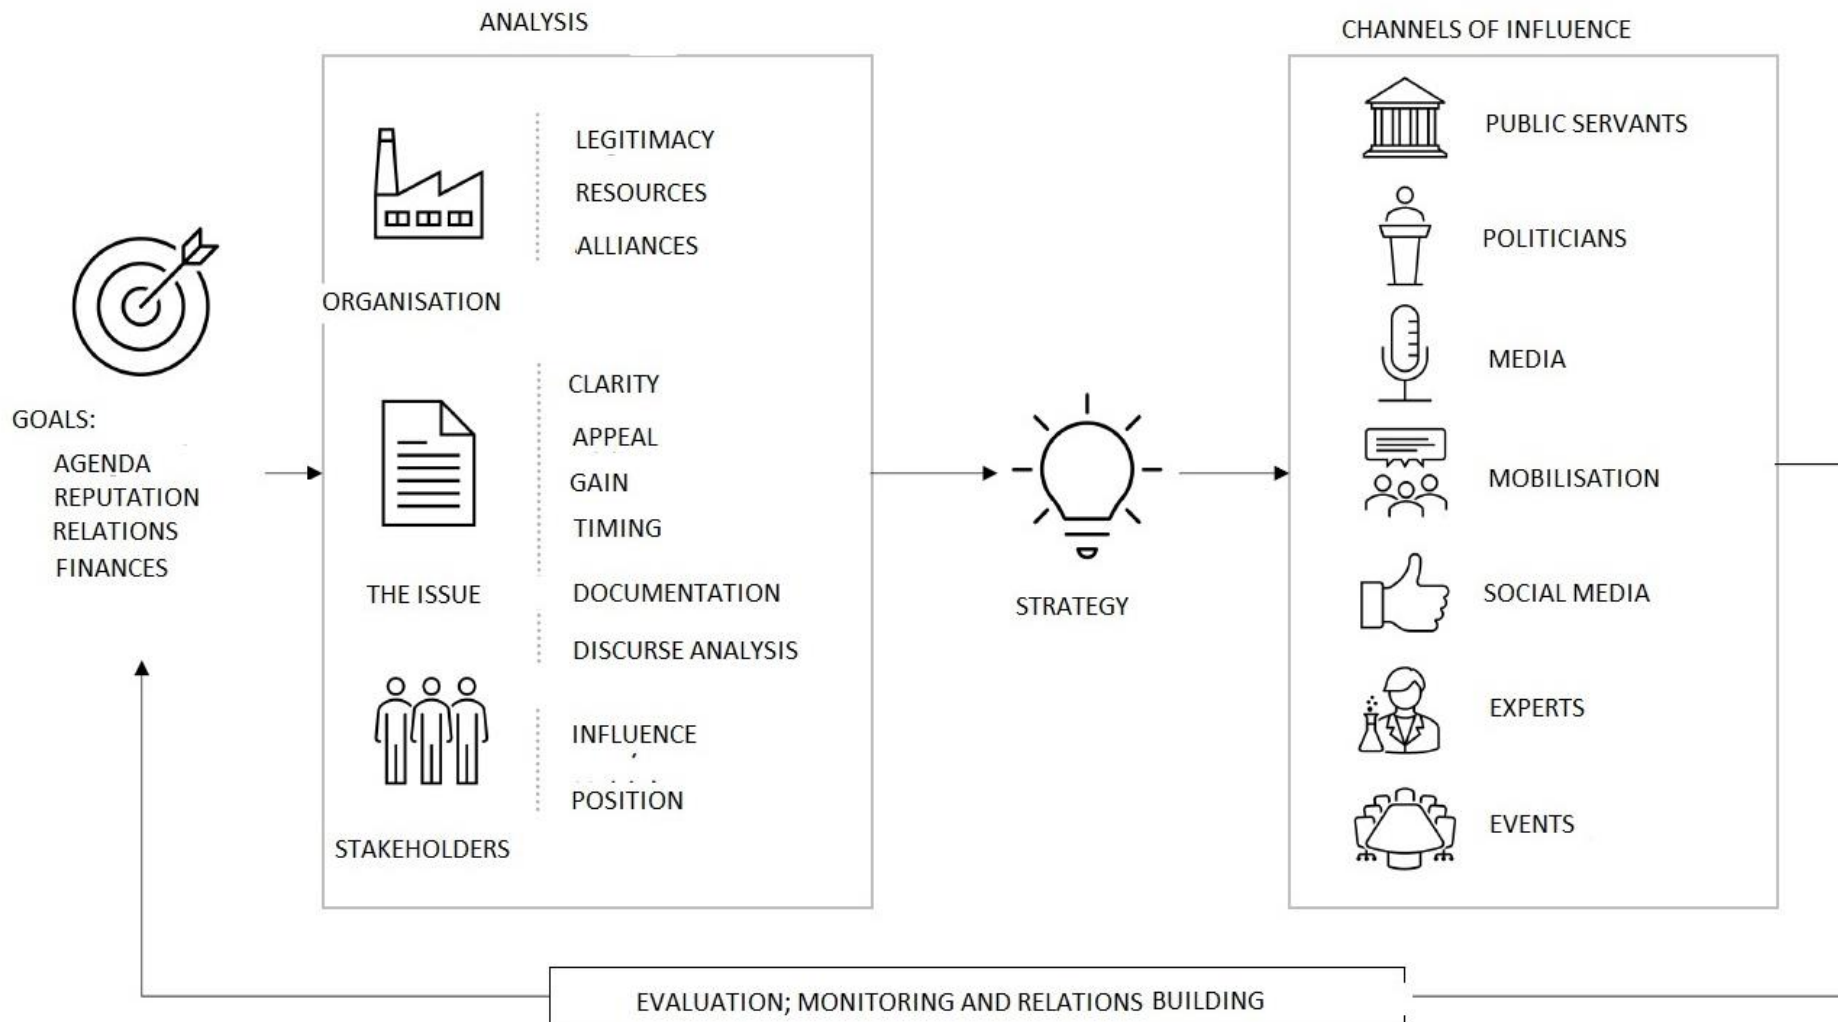 ANALYSIS
CHANNELS OF INFLUENCE
GOALS:
AGENDA
REPUTATION
RELATIONS
FINANCES
ORGANISATION
LEGITIMACY
RESOURCES
ALLIANCES
THE ISSUE
CLARITY
APPEAL
GAIN
TIMING
DOCUMENTATION
DISCURSE ANALYSIS
STAKEHOLDERS
INFLUENCE
POSITION
STRATEGY
PUBLIC SERVANTS
POLITICIANS
MEDIA
MOBILISATION
SOCIAL MEDIA
EXPERTS
EVENTS
EVALUATION; MONITORING AND RELATIONS BUILDING